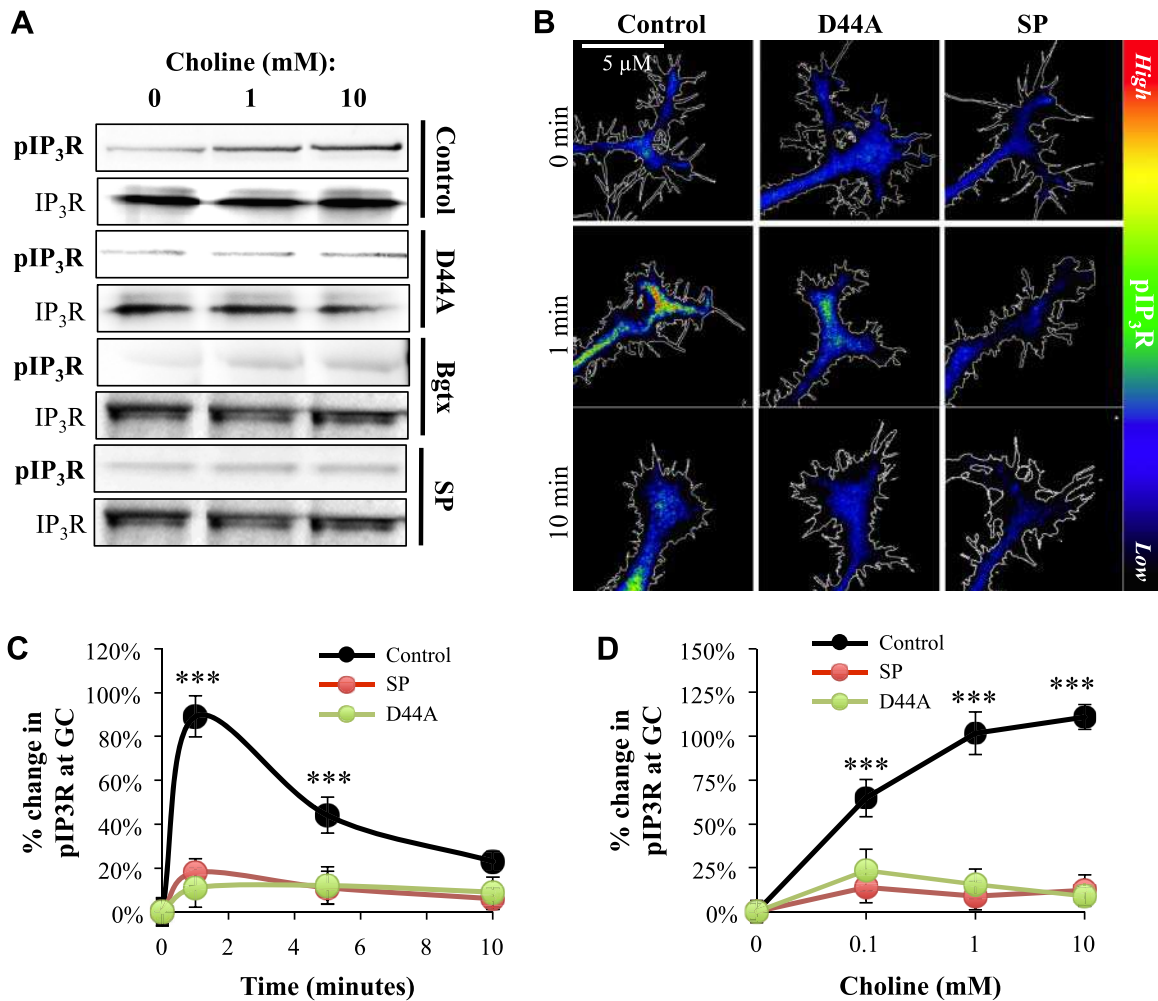 A
Choline (mM):
0 1 10
pIP3R
IP3R
Control
pIP3R
IP3R
D44A
pIP3R
IP3R
Bgtx
pIP3R
IP3R
SP
B
Control D44A SP
5 µM
0 min
1 min
10 min
High
pIP3R
Low
C
120%
100%
80%
60%
40%
20%
0%
% change in
pIP3R at GC
***
***
Control
SP
D44A
0 2 4 6 8 10
Time (minutes)
D
150%
125%
100%
75%
50%
25%
0%
% change in
pIP3R at GC
***
***
***
Control
SP
D44A
0 0.1 1 10
Choline (mM)